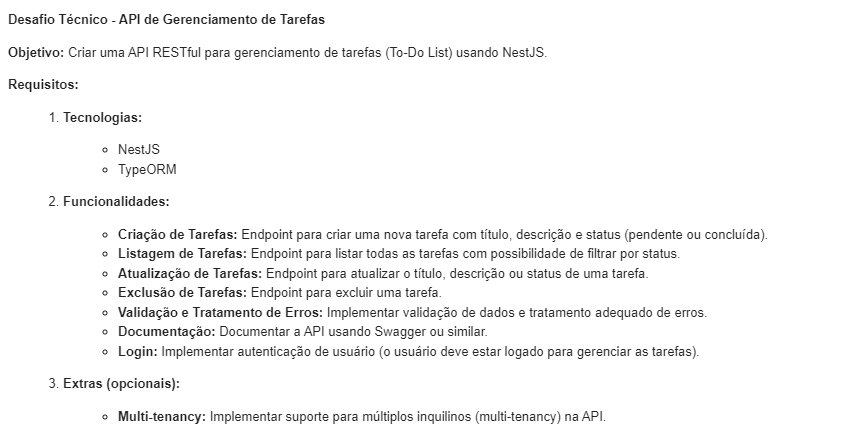 Desafio Técnico - API de Gerenciamento de Tarefas
Objetivo: Criar uma API RESTful para gerenciamento de tarefas (To-Do List) usando NestJS.
Requisitos:
1. Tecnologias:
○ NestJS
○ TypeORM
2. Funcionalidades:
○ Criação de Tarefas: Endpoint para criar uma nova tarefa com título, descrição e status (pendente ou concluída).
○ Listagem de Tarefas: Endpoint para listar todas as tarefas com possibilidade de filtrar por status.
○ Atualização de Tarefas: Endpoint para atualizar o título, descrição ou status de uma tarefa.
○ Exclusão de Tarefas: Endpoint para excluir uma tarefa.
○ Validação e Tratamento de Erros: Implementar validação de dados e tratamento adequado de erros.
○ Documentação: Documentar a API usando Swagger ou similar.
○ Login: Implementar autenticação de usuário (o usuário deve estar logado para gerenciar as tarefas).
3. Extras (opcionais):
○ Multi-tenancy: Implementar suporte para múltiplos inquilinos (multi-tenancy) na API.